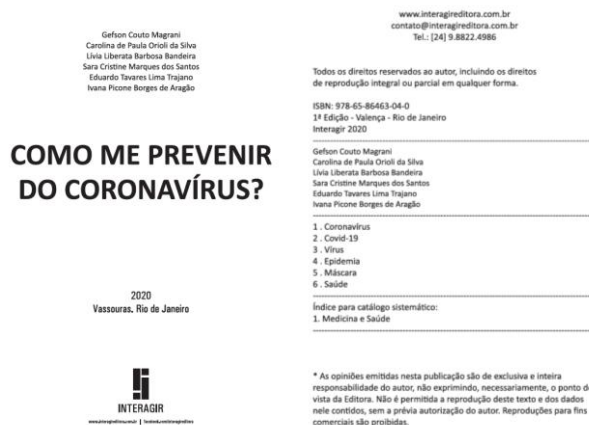 Gefson Couto Magrani
Carolina de Paula Orioli da Silva
Lívia Liberata Barbosa Bandeira
Sara Cristine Marques dos Santos
Eduardo Tavares Lima Trajano
Ivana Picone Borges de Aragão
COMO ME PREVENIR
DO CORONAVÍRUS?
2020
Vassouras, Rio de Janeiro
INTERAGIR
www.interagireditora.com.br
contato@interagireditora.com.br
Tel.: [24] 9.8822.4986
Todos os direitos reservados ao autor, incluindo os direitos
de reprodução integral ou parcial em qualquer forma.
ISBN: 978-65-86463-04-0
1ª Edição - Valença - Rio de Janeiro
Interagir 2020
Gefson Couto Magrani
Carolina de Paula Orioli da Silva
Lívia Liberata Barbosa Bandeira
Sara Cristine Marques dos Santos
Eduardo Tavares Lima Trajano
Ivana Picone Borges de Aragão
1 . Coronavírus
2 . Covid-19
3 . Vírus
4 . Epidemia
5 . Máscara
6 . Saúde
Índice para catálogo sistemático:
1. Medicina e Saúde
* As opiniões emitidas nesta publicação são de exclusiva e inteira
responsabilidade do autor, não exprimindo, necessariamente, o ponto de
vista da Editora. Não é permitida a reprodução deste texto e dos dados
nele contidos, sem a prévia autorização do autor. Reproduções para fins
comerciais são proibidas.